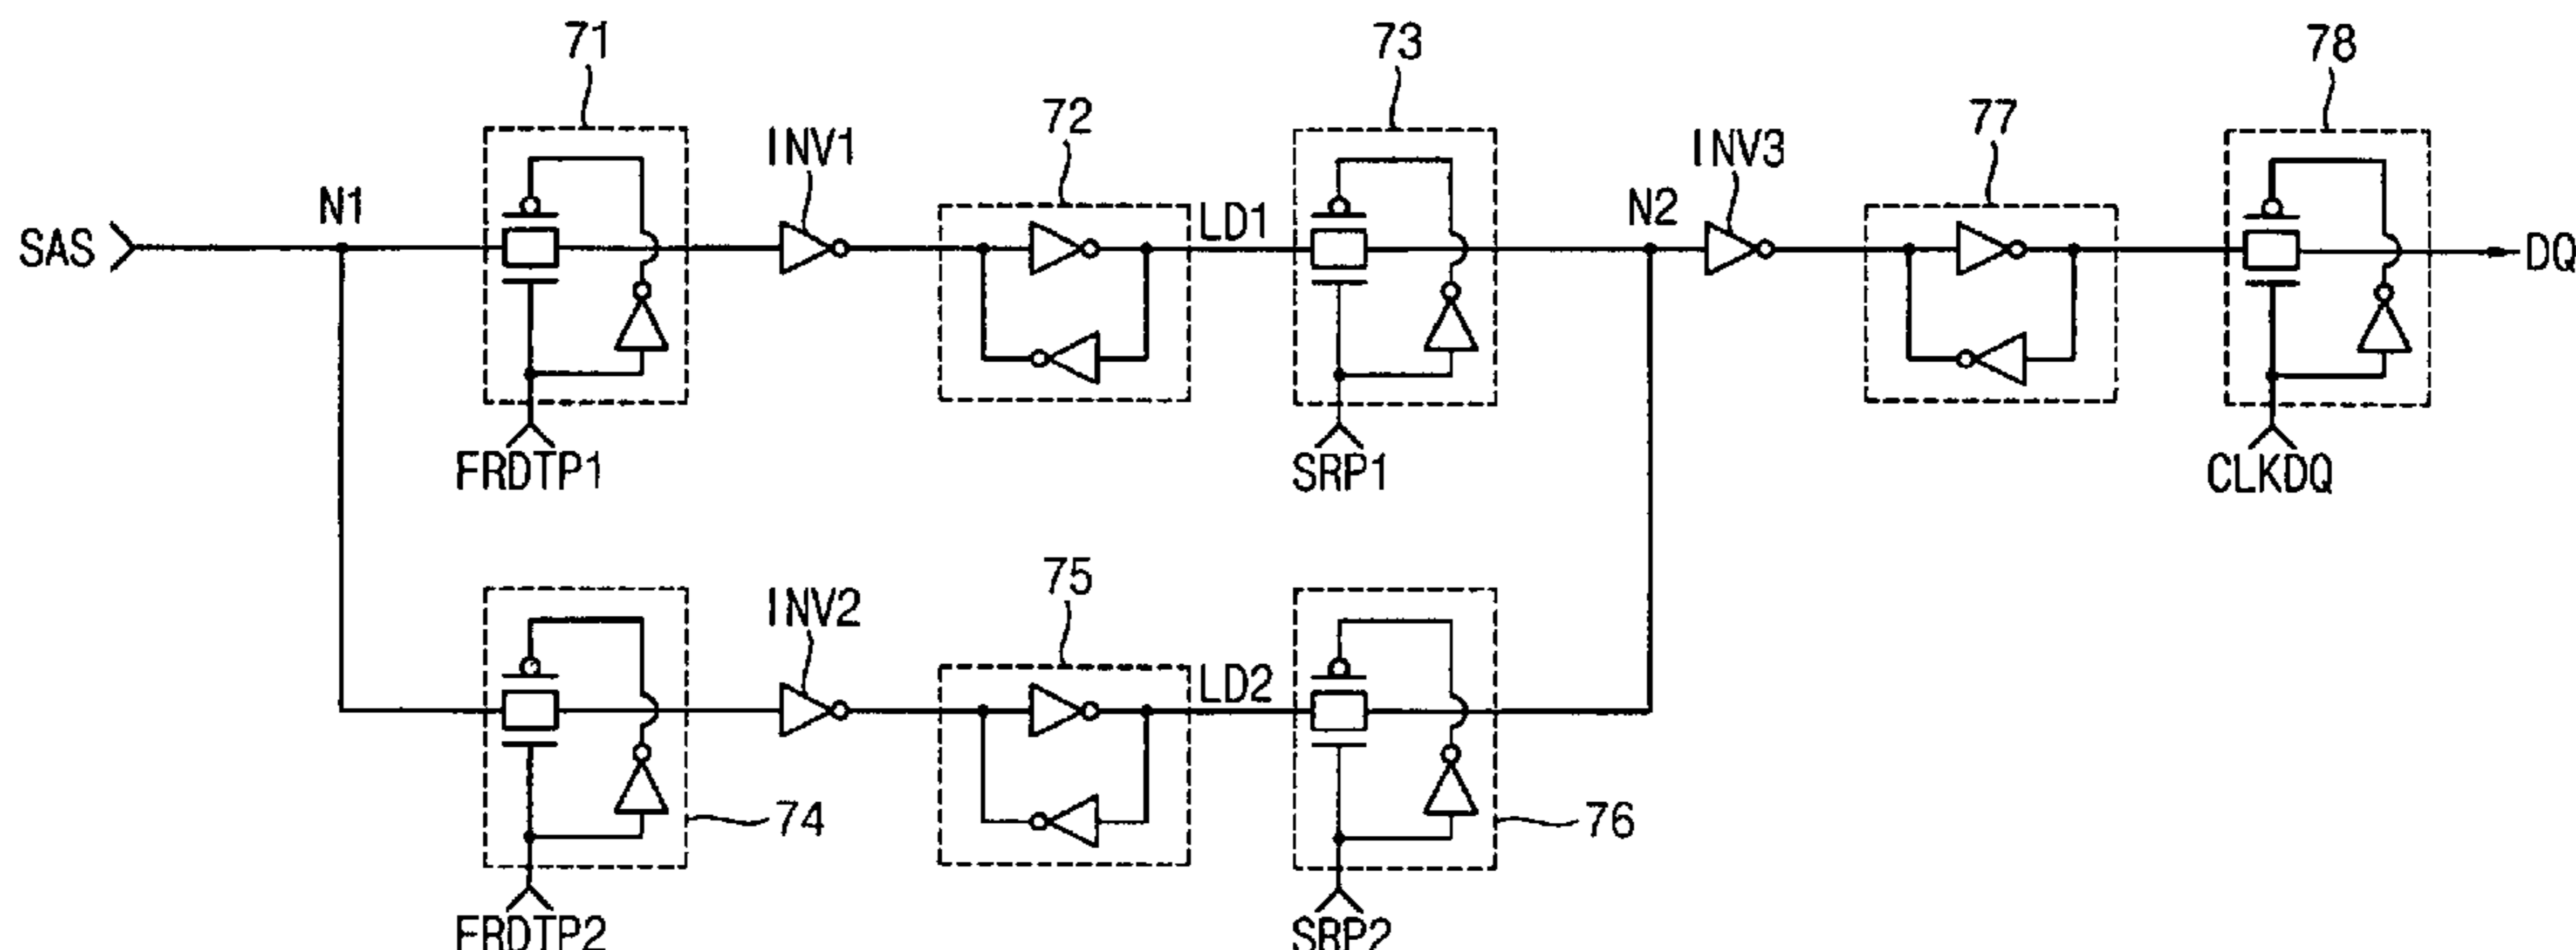 71
73
78
72
77
INV1
INV3
N1
LD1
N2
SAS
DQ
FRDTP1
SRP1
CLKDQ
75
INV2
LD2
74
76
FRDTP2
SRP2